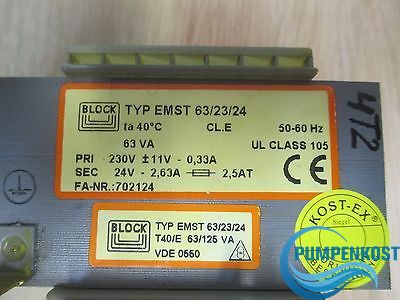 BLOCK
TYP EMST 63/23/24
ta 40°C CL.E 50-60 Hz
63 VA UL CLASS 105
PRI - 230V ±11V - 0,33A
SEC 24V - 2,63A 2,5AT
FA-NR.:702124
CE
4T2
BLOCK
TYP EMST 63/23/24
T40/E 63/125 VA
VDE 0550
KOST-EX®
Siegel
PUMPENKOST